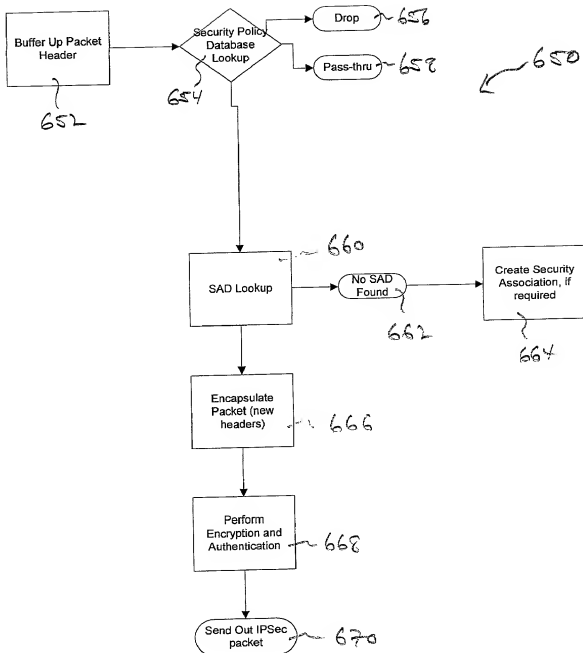 Buffer Up Packet
Header
652
Security Policy
Database
Lookup
654
Drop
656
Pass-thru
658
650
660
SAD Lookup
No SAD
Found
662
Create Security
Association, If
required
664
Encapsulate
Packet (new
headers)
666
Perform
Encryption and
Authentication
668
Send Out IPSec
packet
670